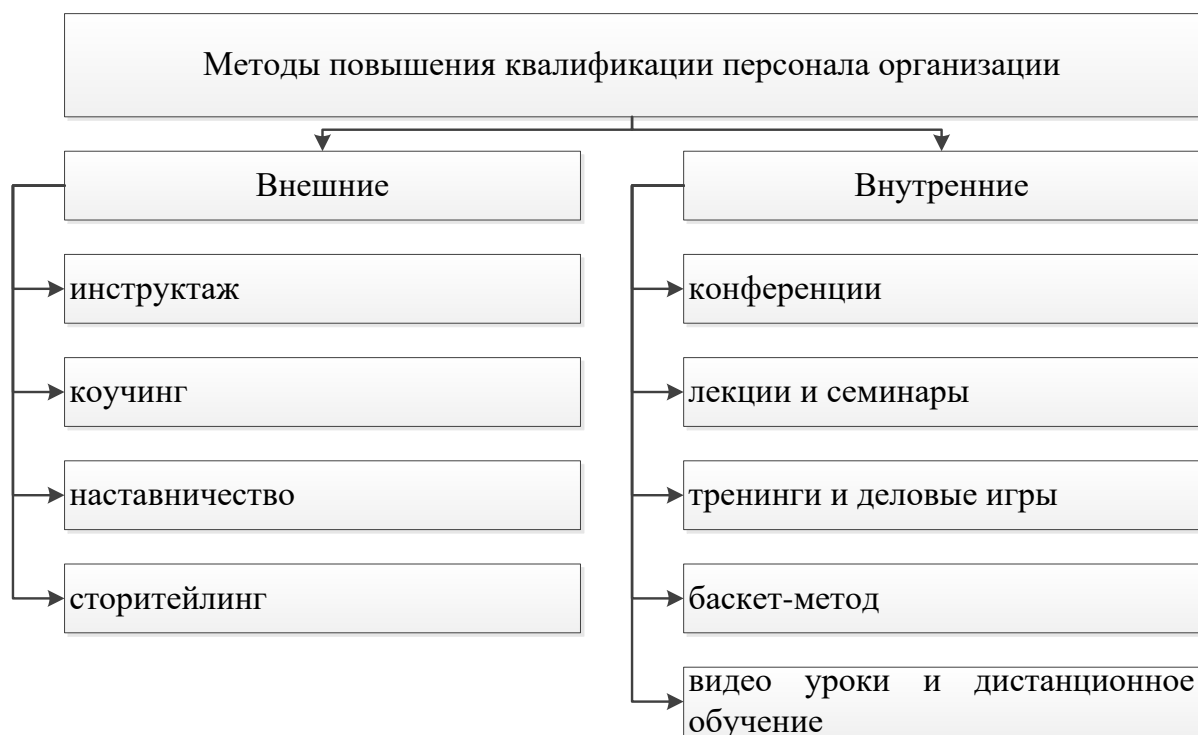 Методы повышения квалификации персонала организации
Внешние
инструктаж
коучинг
наставничество
сторитейлинг
Внутренние
конференции
лекции и семинары
тренинги и деловые игры
баскет-метод
видео уроки и дистанционное
обучение